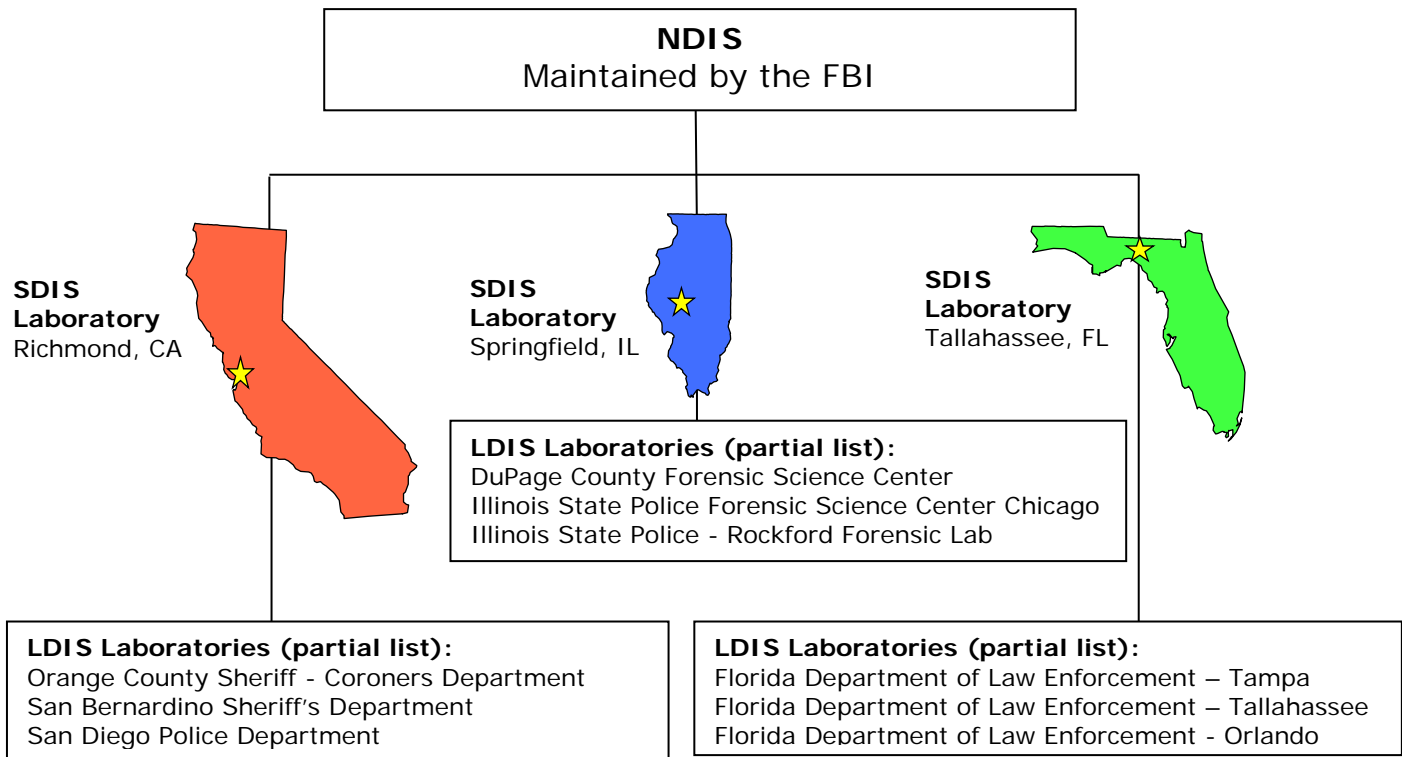 NDIS
Maintained by the FBI
SDIS
Laboratory
Richmond, CA
SDIS
Laboratory
Springfield, IL
SDIS
Laboratory
Tallahassee, FL
LDIS Laboratories (partial list):
DuPage County Forensic Science Center
Illinois State Police Forensic Science Center Chicago
Illinois State Police - Rockford Forensic Lab
LDIS Laboratories (partial list):
Orange County Sheriff - Coroners Department
San Bernardino Sheriff's Department
San Diego Police Department
LDIS Laboratories (partial list):
Florida Department of Law Enforcement – Tampa
Florida Department of Law Enforcement – Tallahassee
Florida Department of Law Enforcement - Orlando